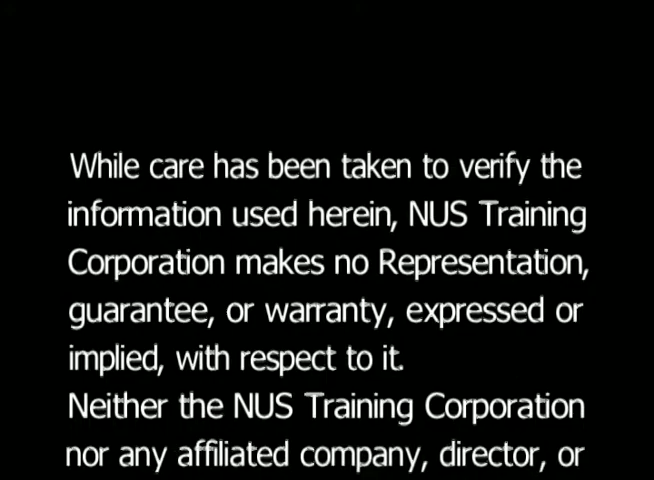 While care has been taken to verify the
information used herein, NUS Training
Corporation makes no Representation,
guarantee, or warranty, expressed or
implied, with respect to it.
Neither the NUS Training Corporation
nor any affiliated company, director, or